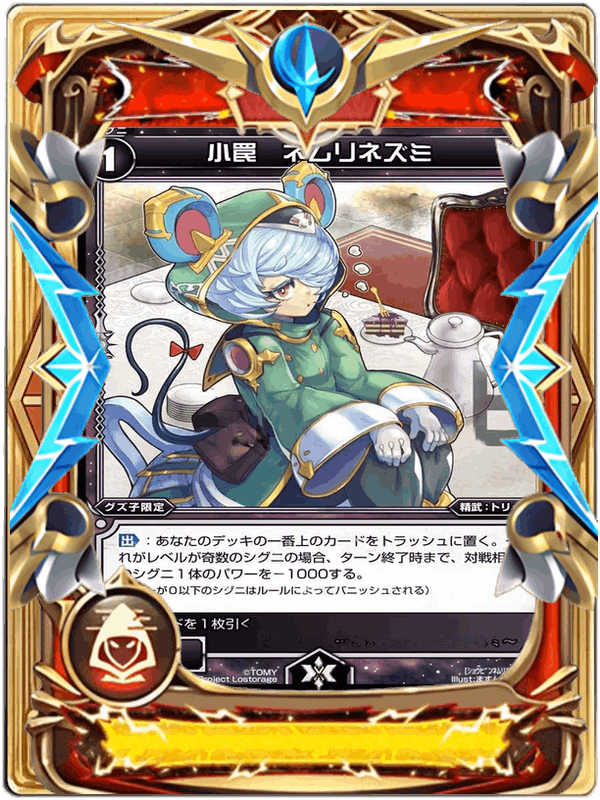 1
小罠　ネムリネズミ
グズ子限定
精武：トリ
出：あなたのデッキの一番上のカードをトラッシュに置く。
れがレベルが奇数のシグニの場合、ターン終了時まで、対戦相
シグニ１体のパワーを－1000する。
が０以下のシグニはルールによってバニッシュされる）
ドを１枚引く
©TOMY
Project Lostorage
Illust:ますん